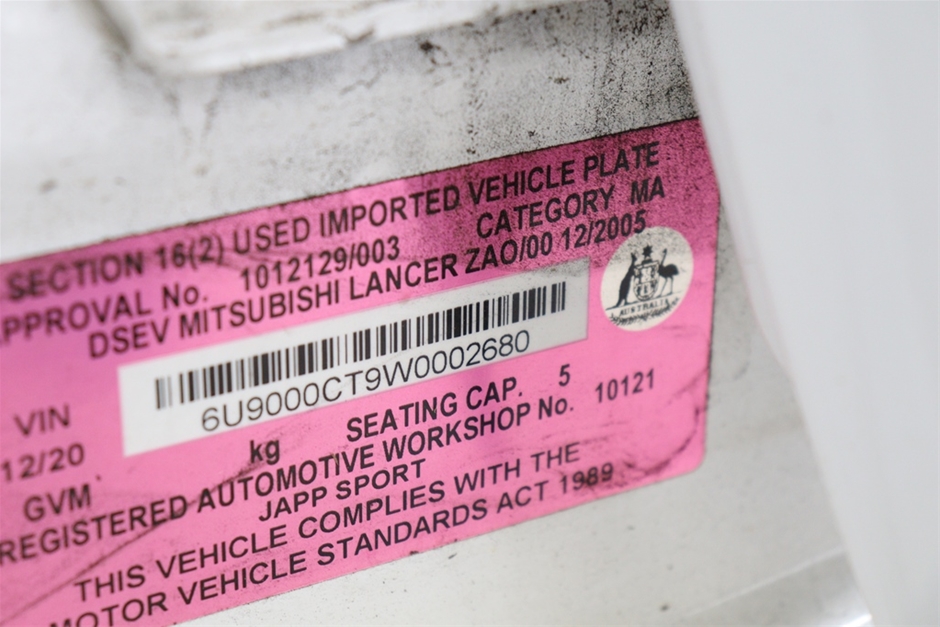 SECTION 16(2) USED IMPORTED VEHICLE PLATE
APPROVAL No. 1012129/003 CATEGORY MA
DSEV MITSUBISHI LANCER ZAO/00 12/2005
AUSTRALIA
VIN 6U9000CT9W0002680
12/20
GVM kg SEATING CAP. 5
REGISTERED AUTOMOTIVE WORKSHOP No. 10121
JAPP SPORT
THIS VEHICLE COMPLIES WITH THE
MOTOR VEHICLE STANDARDS ACT 1989